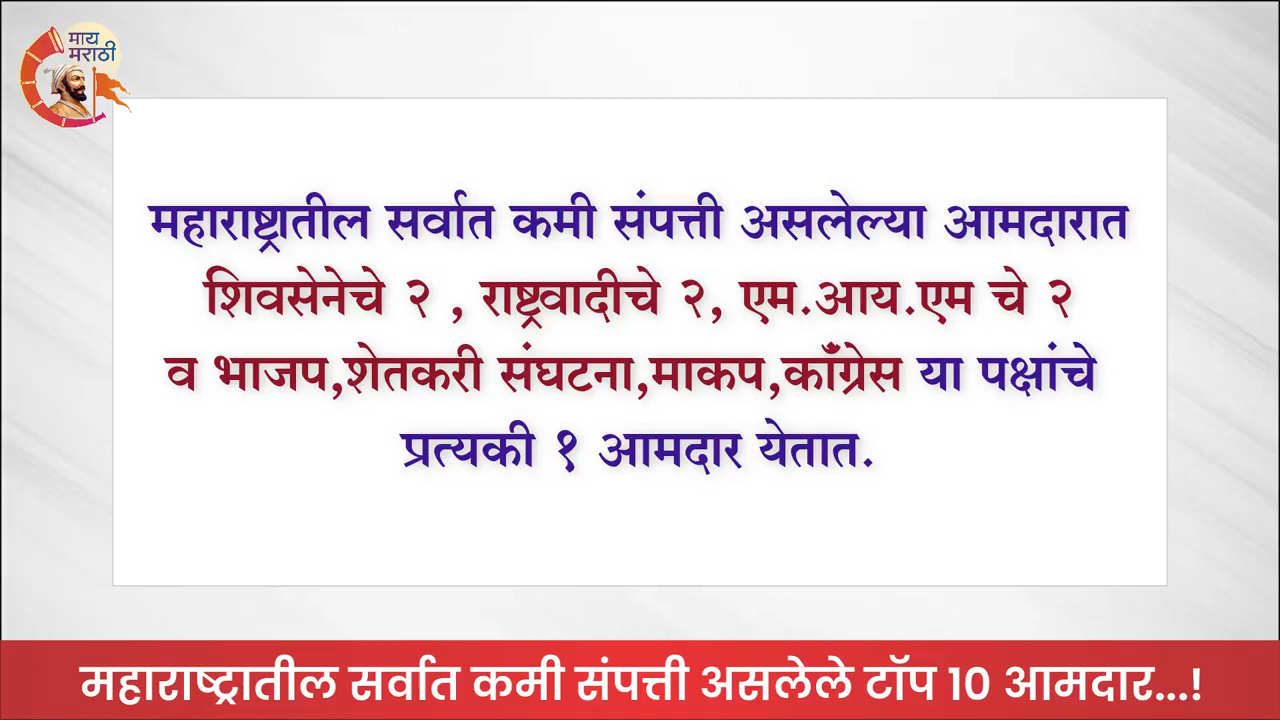 माय
मराठी
महाराष्ट्रातील सर्वात कमी संपत्ती असलेल्या आमदारात
शिवसेनेचे २ , राष्ट्रवादीचे २, एम.आय.एम चे २
व भाजप,शेतकरी संघटना,माकप,काँग्रेस या पक्षांचे
प्रत्यकी १ आमदार येतात.
महाराष्ट्रातील सर्वात कमी संपत्ती असलेले टॉप 10 आमदार...!